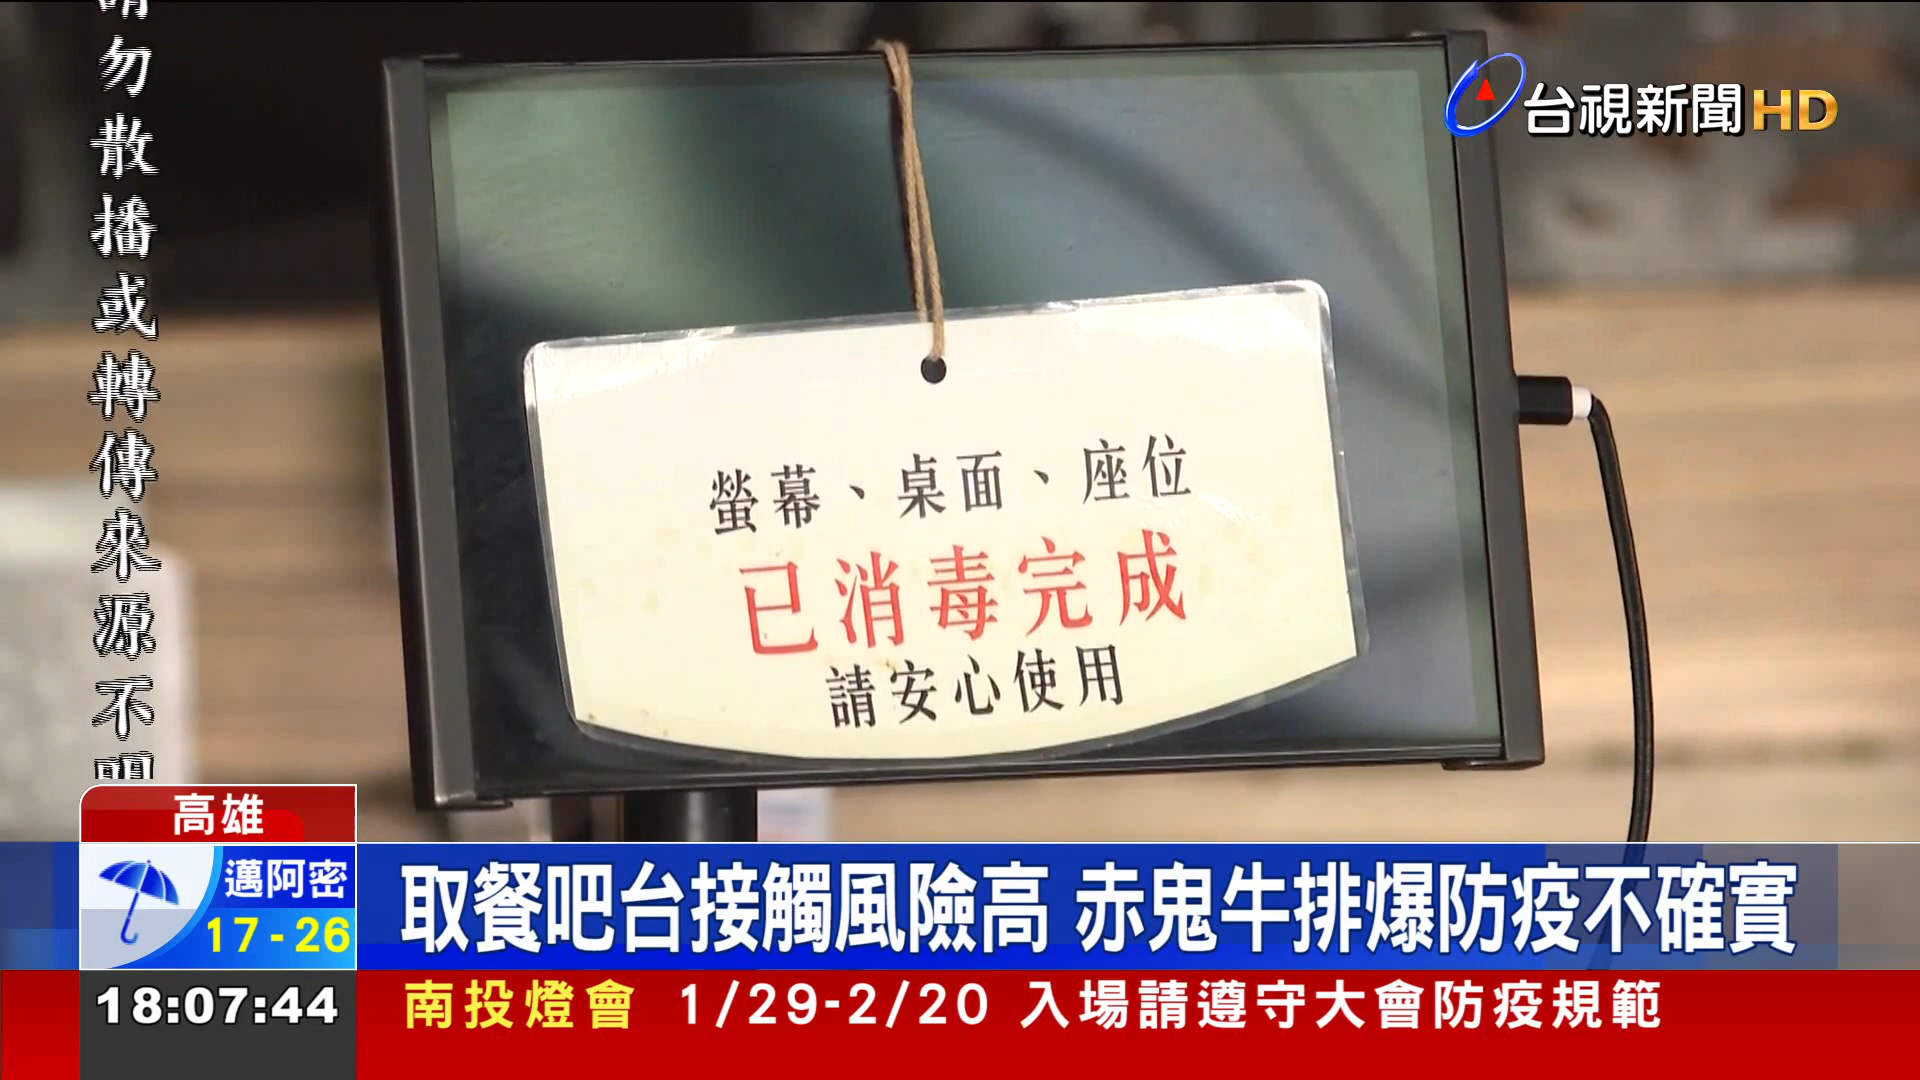 勿散播或轉傳來源不明
台視新聞HD
螢幕、桌面、座位
已消毒完成
請安心使用
高雄
邁阿密
17-26
取餐吧台接觸風險高 赤鬼牛排爆防疫不確實
18:07:44
南投燈會 1/29-2/20 入場請遵守大會防疫規範